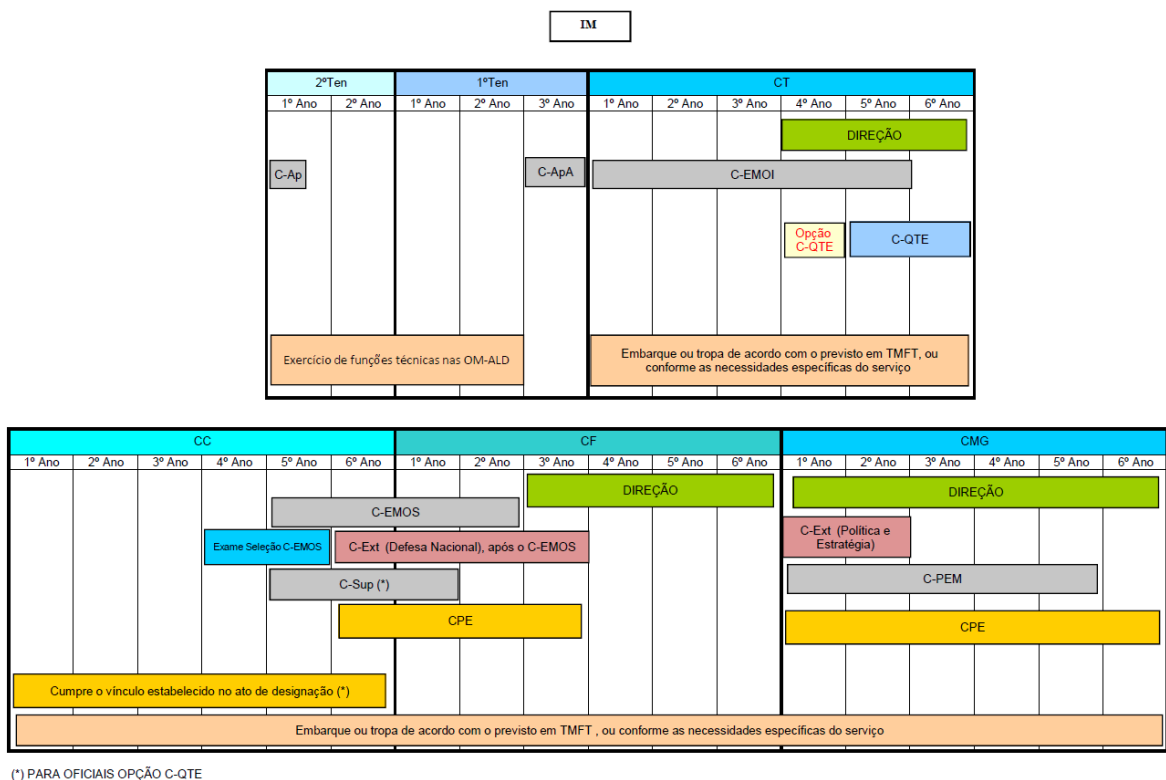 IM
2ºTen 1ºTen CT
1º Ano 2º Ano 1º Ano 2º Ano 3º Ano 1º Ano 2º Ano 3º Ano 4º Ano 5º Ano 6º Ano
DIREÇÃO
C-Ap C-ApA C-EMOI
Opção
C-QTE
C-QTE
Exercício de funções técnicas nas OM-ALD
Embarque ou tropa de acordo com o previsto em TMFT, ou
conforme as necessidades específicas do serviço
CC CF CMG
1º Ano 2º Ano 3º Ano 4º Ano 5º Ano 6º Ano 1º Ano 2º Ano 3º Ano 4º Ano 5º Ano 6º Ano 1º Ano 2º Ano 3º Ano 4º Ano 5º Ano 6º Ano
DIREÇÃO DIREÇÃO
C-EMOS
Exame Seleção C-EMOS
C-Ext (Defesa Nacional), após o C-EMOS
C-Ext (Política e
Estratégia)
C-Sup (*) C-PEM
CPE CPE
Cumpre o vínculo estabelecido no ato de designação (*)
Embarque ou tropa de acordo com o previsto em TMFT , ou conforme as necessidades específicas do serviço
(*) PARA OFICIAIS OPÇÃO C-QTE